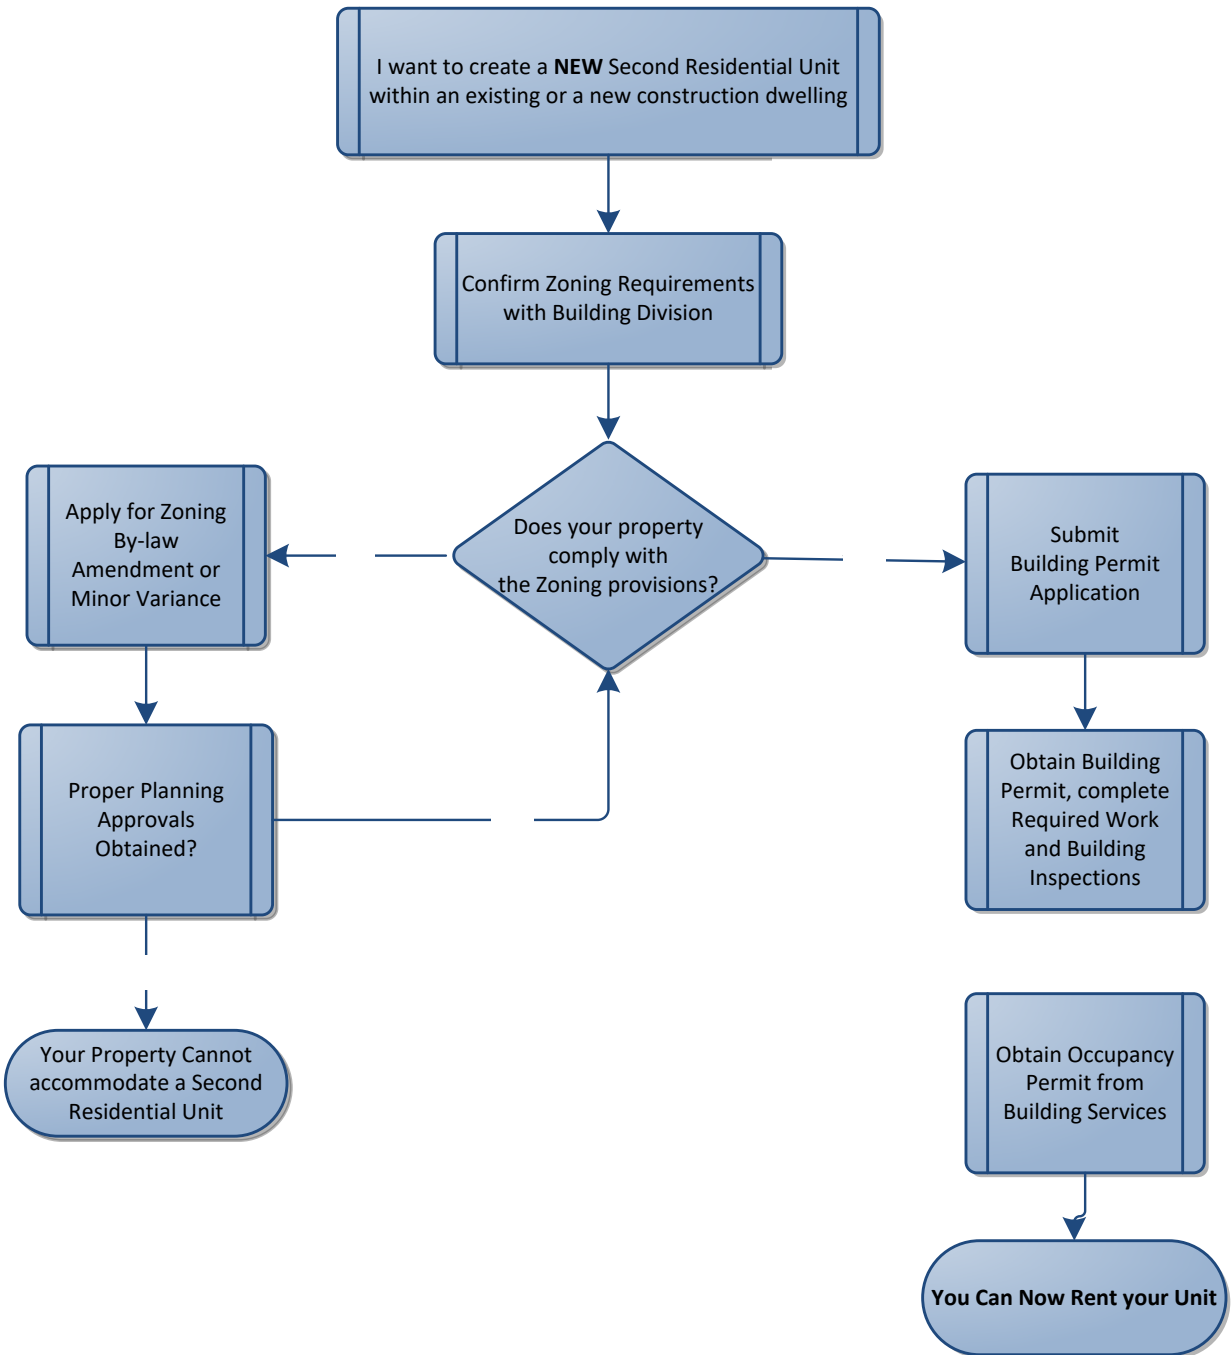 I want to create a NEW Second Residential Unit
within an existing or a new construction dwelling
Confirm Zoning Requirements
with Building Division
Does your property
comply with
the Zoning provisions?
Apply for Zoning
By-law
Amendment or
Minor Variance
Submit
Building Permit
Application
Proper Planning
Approvals
Obtained?
Obtain Building
Permit, complete
Required Work
and Building
Inspections
Your Property Cannot
accommodate a Second
Residential Unit
Obtain Occupancy
Permit from
Building Services
You Can Now Rent your Unit